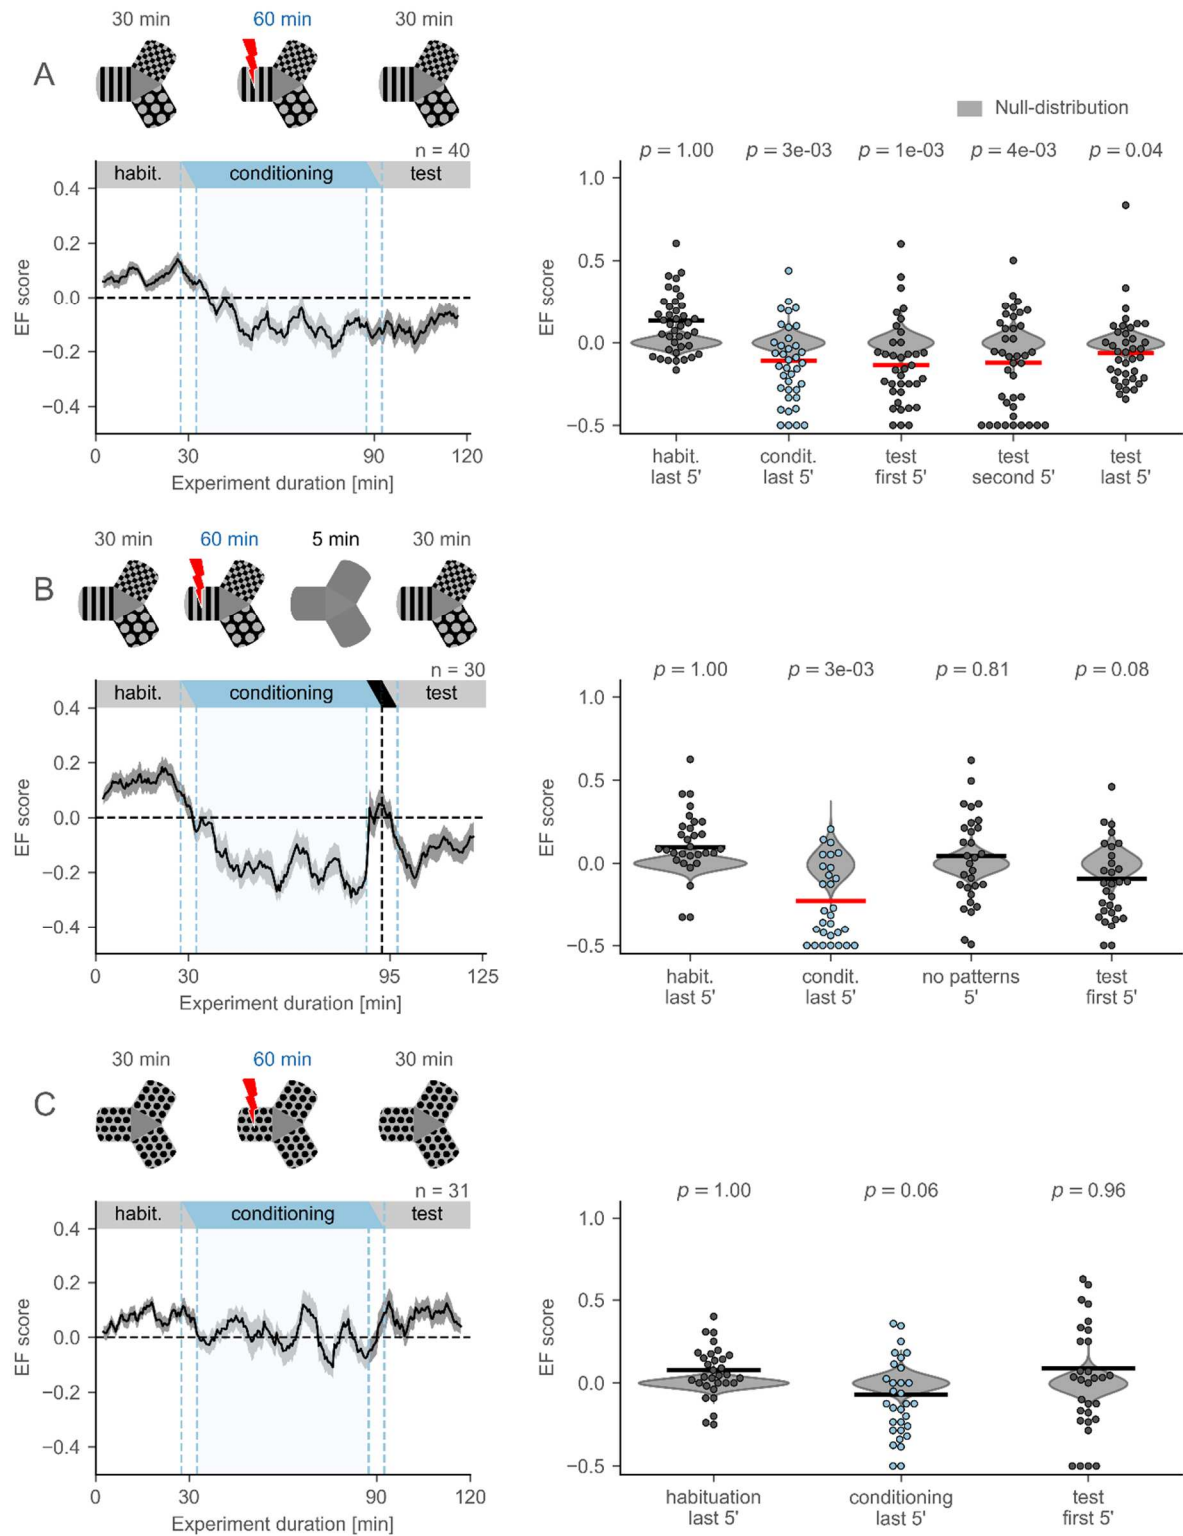 30 min 60 min 30 min
A
Null-distribution
n = 40
p = 1.00 p = 3e-03 p = 1e-03 p = 4e-03 p = 0.04
habit. conditioning test
0.4
0.2
0.0
−0.2
−0.4
EF score
0 30 90 120
Experiment duration [min]
1.0
0.5
0.0
−0.5
EF score
habit. condit. test test test
last 5' last 5' first 5' second 5' last 5'
30 min 60 min 5 min 30 min
B
n = 30
p = 1.00 p = 3e-03 p = 0.81 p = 0.08
habit. conditioning test
0.4
0.2
0.0
−0.2
−0.4
EF score
0 30 95 125
Experiment duration [min]
1.0
0.5
0.0
−0.5
EF score
habit. condit. no patterns test
last 5' last 5' 5' first 5'
30 min 60 min 30 min
C
n = 31
p = 1.00 p = 0.06 p = 0.96
habit. conditioning test
0.4
0.2
0.0
−0.2
−0.4
EF score
0 30 90 120
Experiment duration [min]
1.0
0.5
0.0
−0.5
EF score
habituation conditioning test
last 5' last 5' first 5'